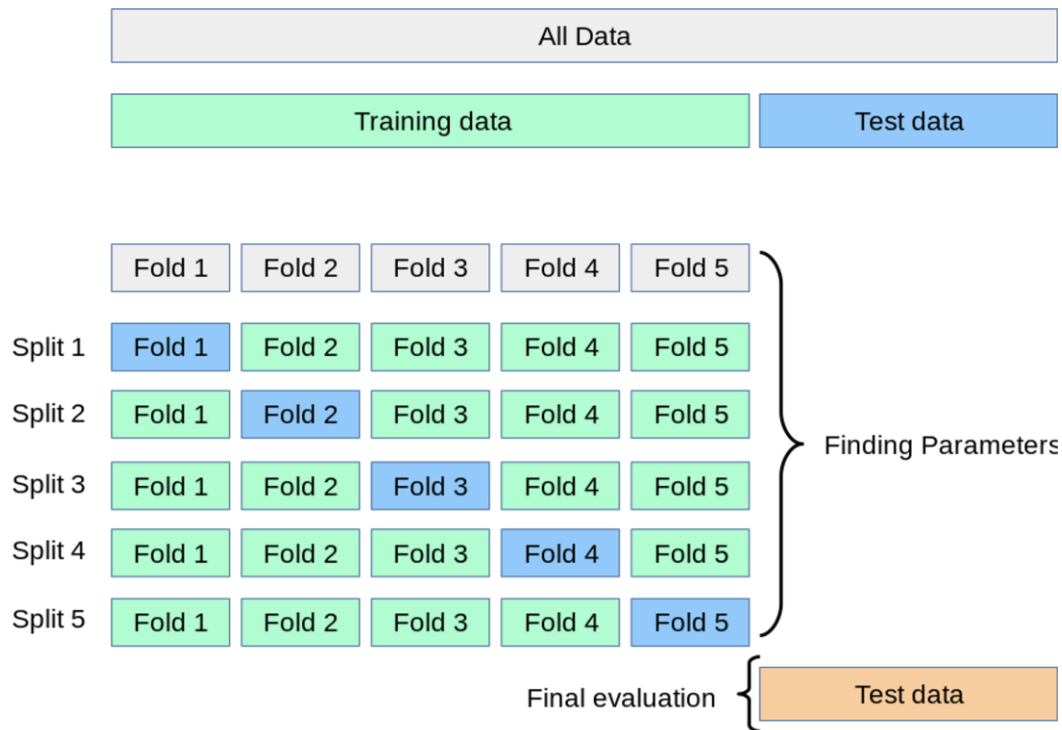 All Data
Training data Test data
Fold 1 Fold 2 Fold 3 Fold 4 Fold 5
Split 1 Fold 1 Fold 2 Fold 3 Fold 4 Fold 5
Split 2 Fold 1 Fold 2 Fold 3 Fold 4 Fold 5
Split 3 Fold 1 Fold 2 Fold 3 Fold 4 Fold 5
Split 4 Fold 1 Fold 2 Fold 3 Fold 4 Fold 5
Split 5 Fold 1 Fold 2 Fold 3 Fold 4 Fold 5
Finding Parameters
Final evaluation Test data